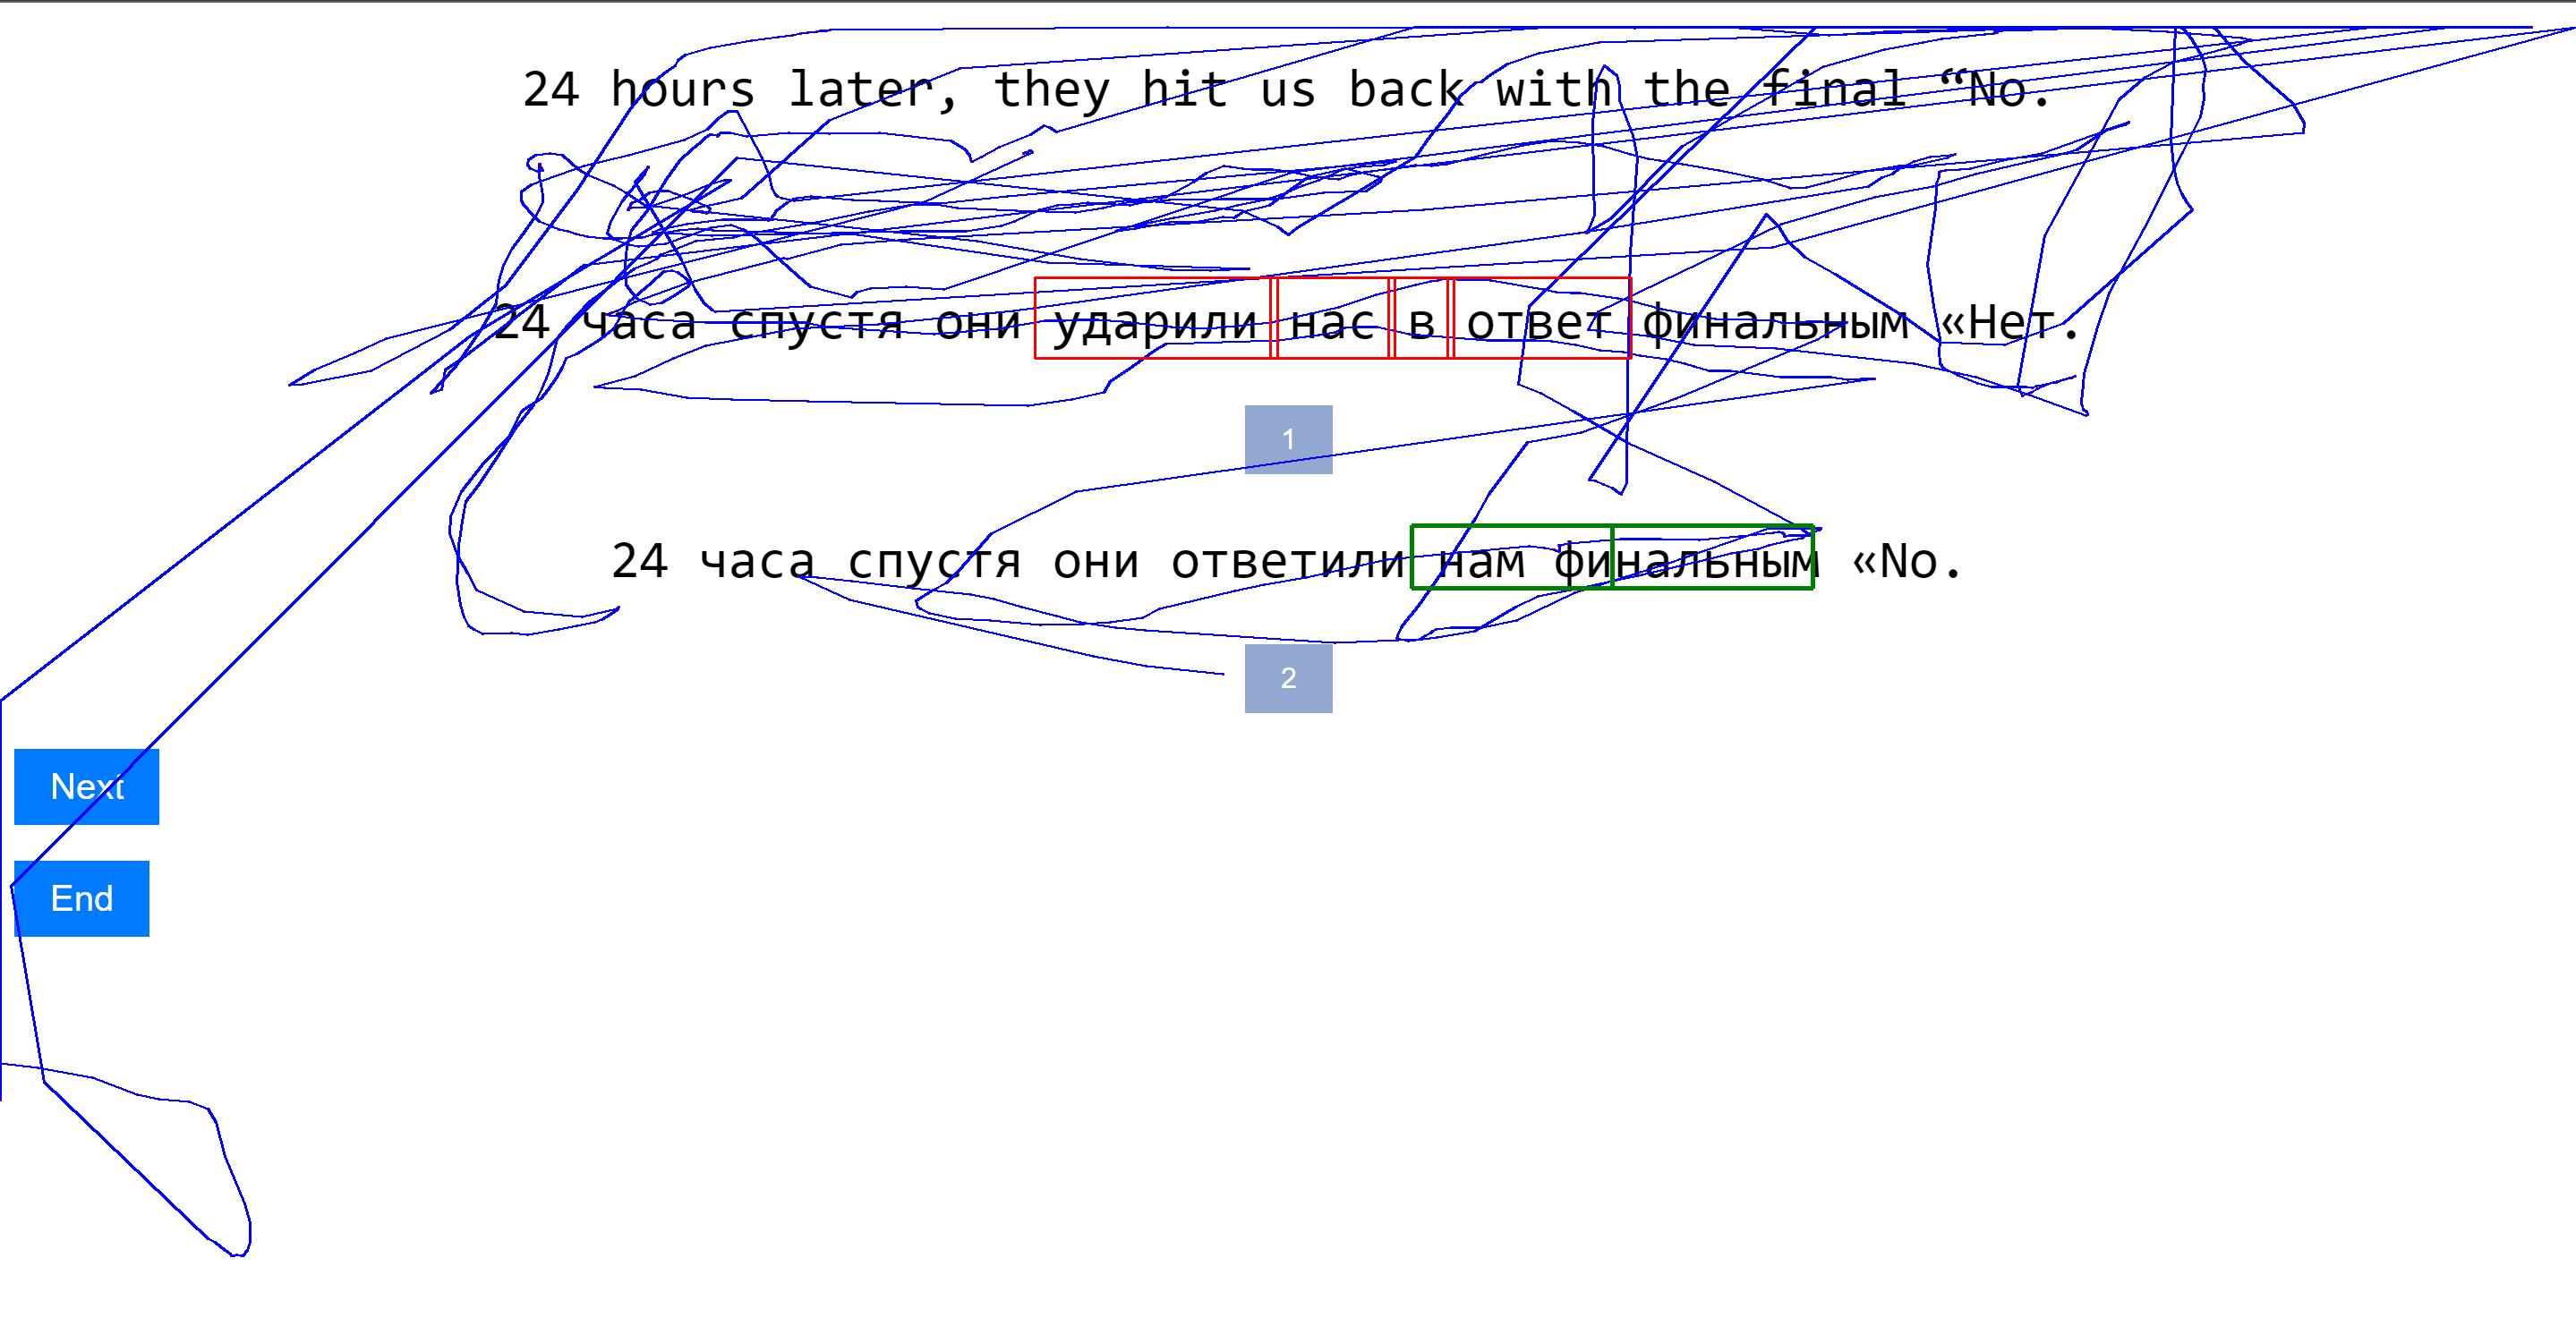 24 hours later, they hit us back with the final “No.
24 часа спустя они ударили нас в ответ финальным «Нет.
1
24 часа спустя они ответили нам финальным «No.
2
Next
End